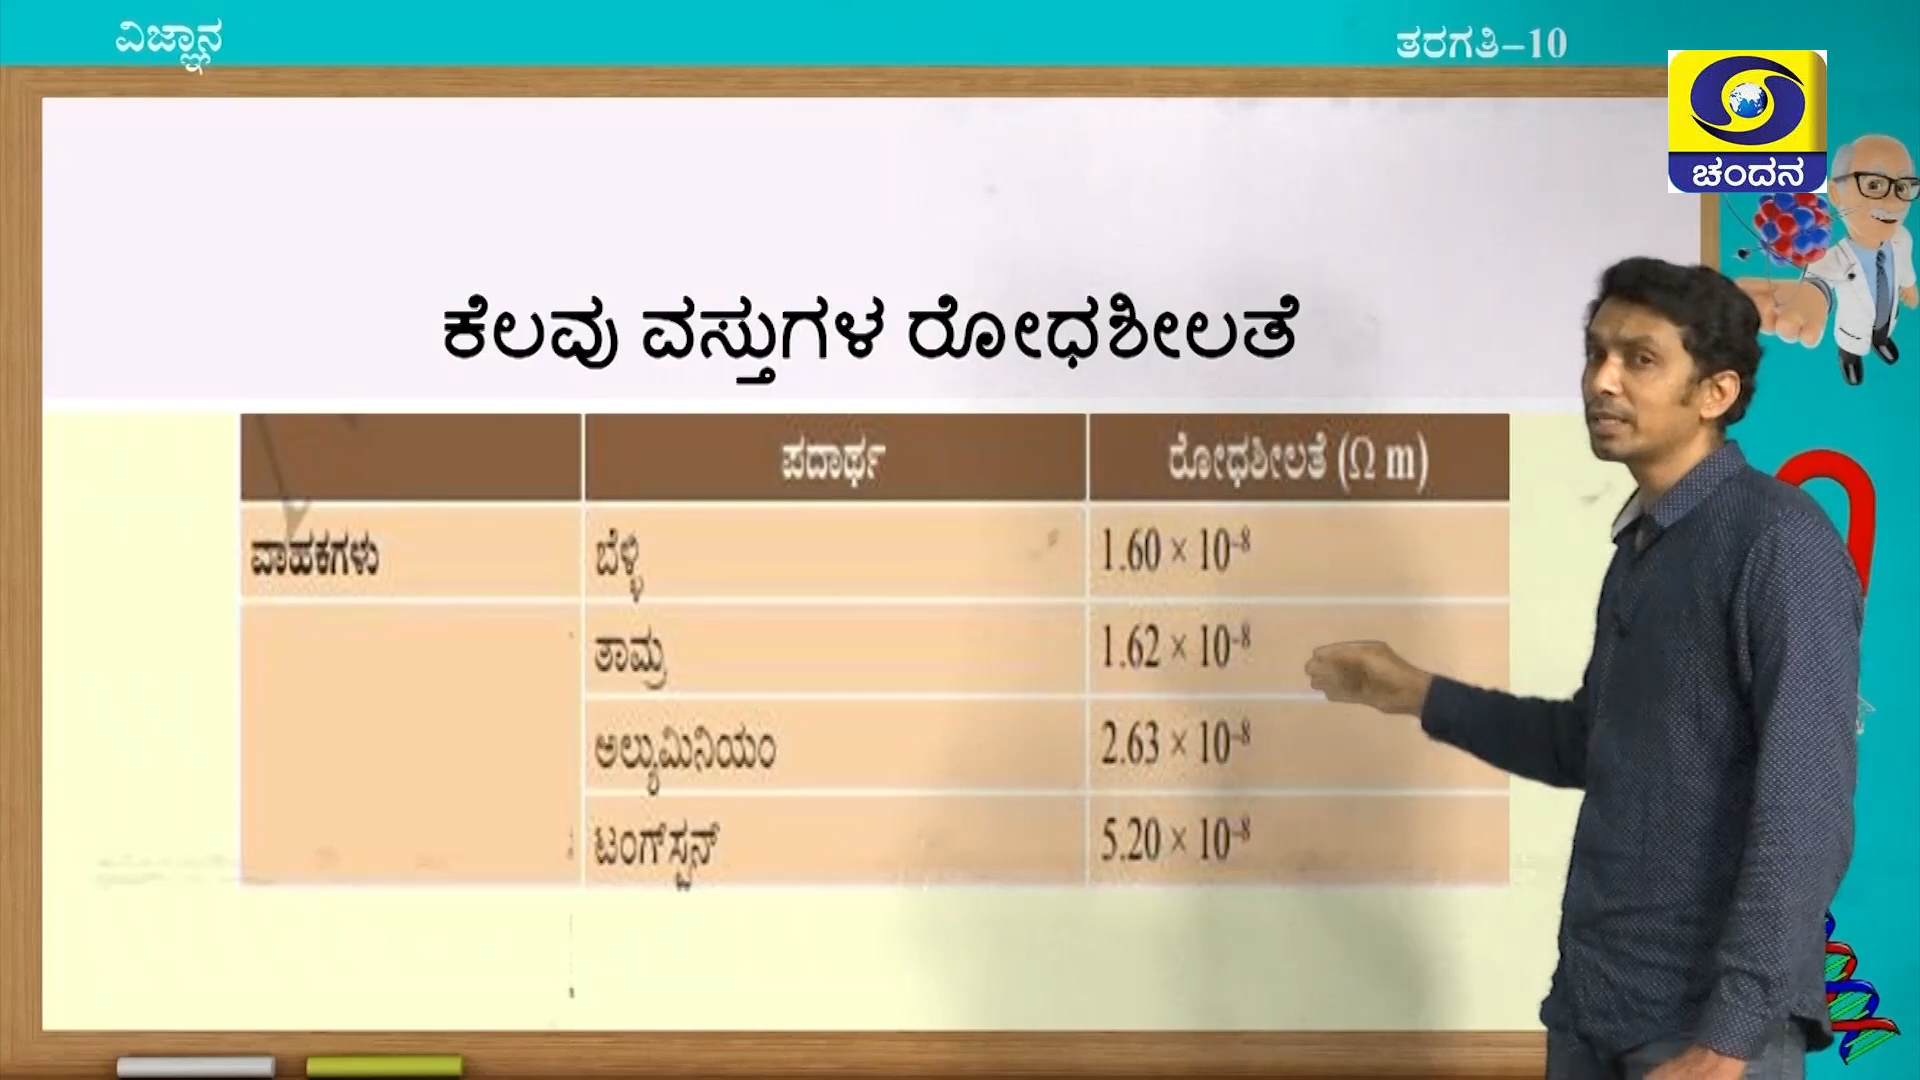 ವಿಜ್ಞಾನ
ತರಗತಿ–10
ಚಂದನ
ಕೆಲವು ವಸ್ತುಗಳ ರೋಧಶೀಲತೆ
ಪದಾರ್ಥ ರೋಧಶೀಲತೆ (Ω m)
ವಾಹಕಗಳು ಬೆಳ್ಳಿ 1.60 × 10⁻⁸
ತಾಮ್ರ 1.62 × 10⁻⁸
ಅಲ್ಯುಮಿನಿಯಂ 2.63 × 10⁻⁸
ಟಂಗ್‌ಸ್ಟನ್ 5.20 × 10⁻⁸